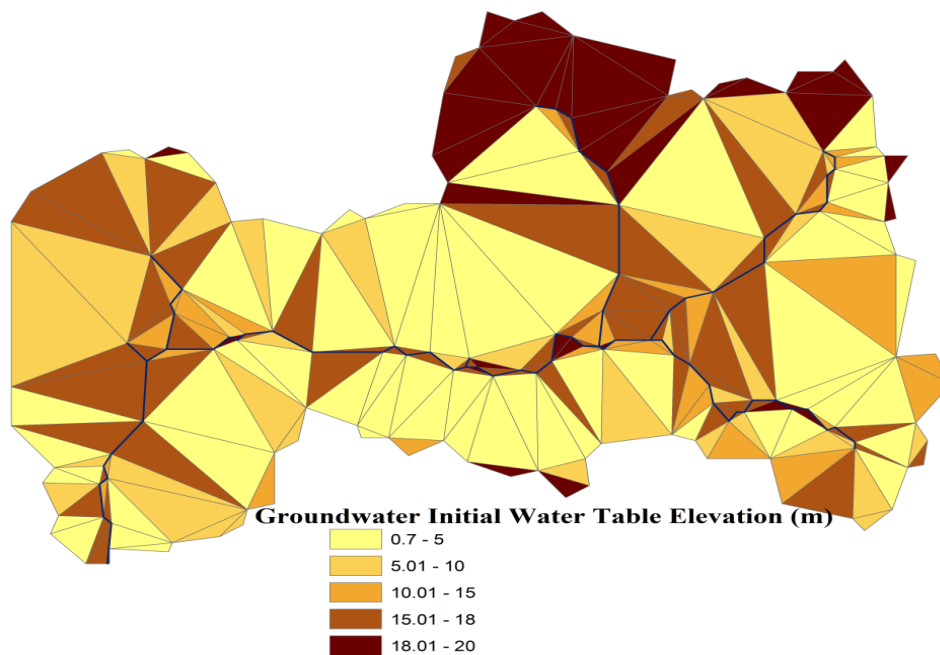 Groundwater Initial Water Table Elevation (m)
0.7 - 5
5.01 - 10
10.01 - 15
15.01 - 18
18.01 - 20